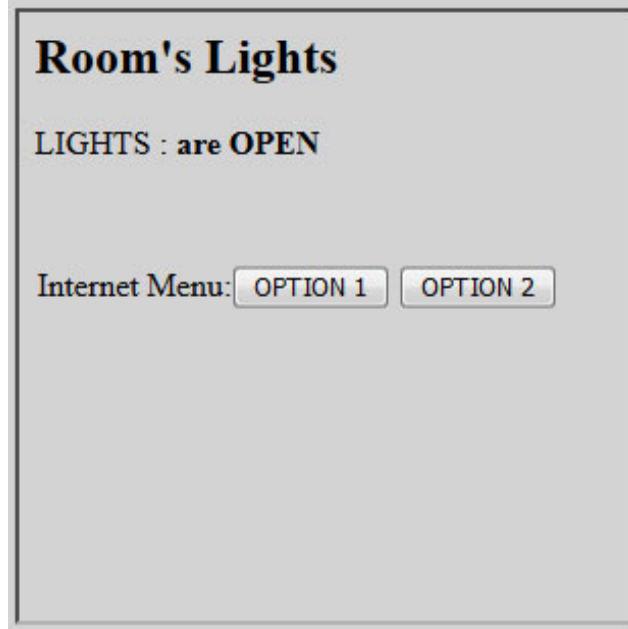 Room's Lights
LIGHTS : are OPEN
Internet Menu: OPTION 1 OPTION 2